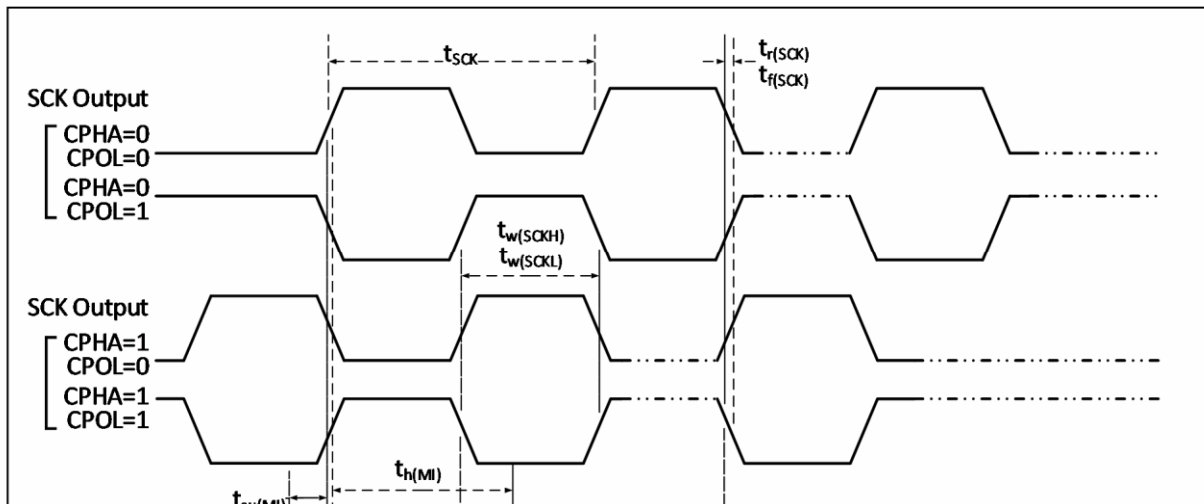 tSCK
tr(SCK)
tf(SCK)
SCK Output
CPHA=0
CPOL=0
CPHA=0
CPOL=1
tw(SCKH)
tw(SCKL)
SCK Output
CPHA=1
CPOL=0
CPHA=1
CPOL=1
th(MI)